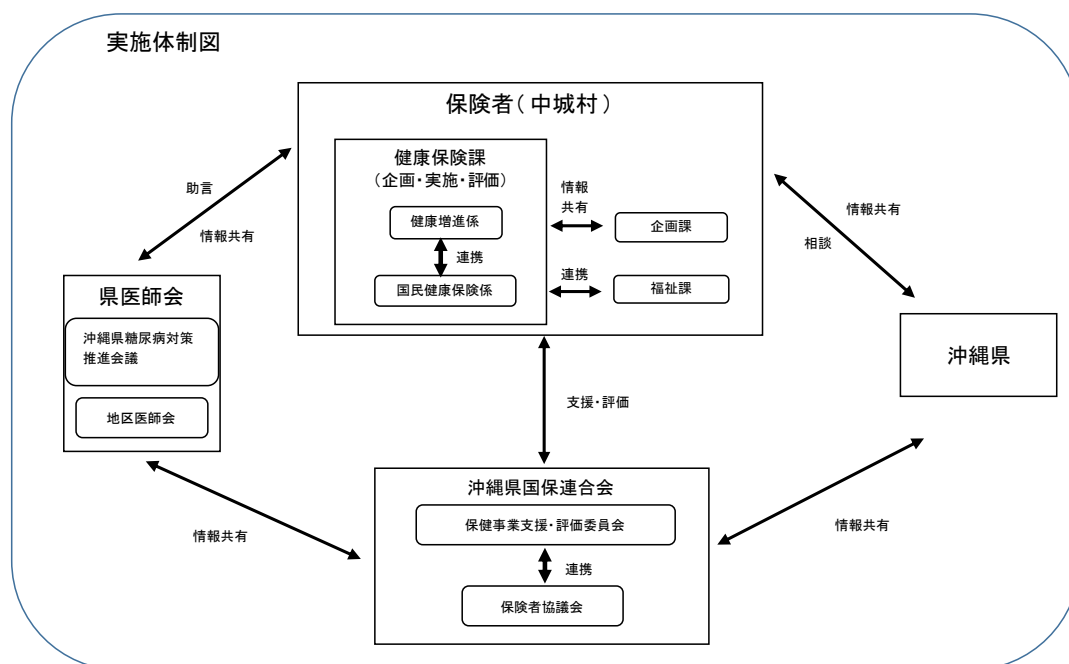 実施体制図
保険者（中城村）
健康保険課
（企画・実施・評価）
健康増進係
連携
国民健康保険係
情報
共有
企画課
連携
福祉課
助言
情報共有
情報共有
相談
県医師会
沖縄県糖尿病対策
推進会議
地区医師会
沖縄県
支援・評価
沖縄県国保連合会
保健事業支援・評価委員会
連携
保険者協議会
情報共有
情報共有